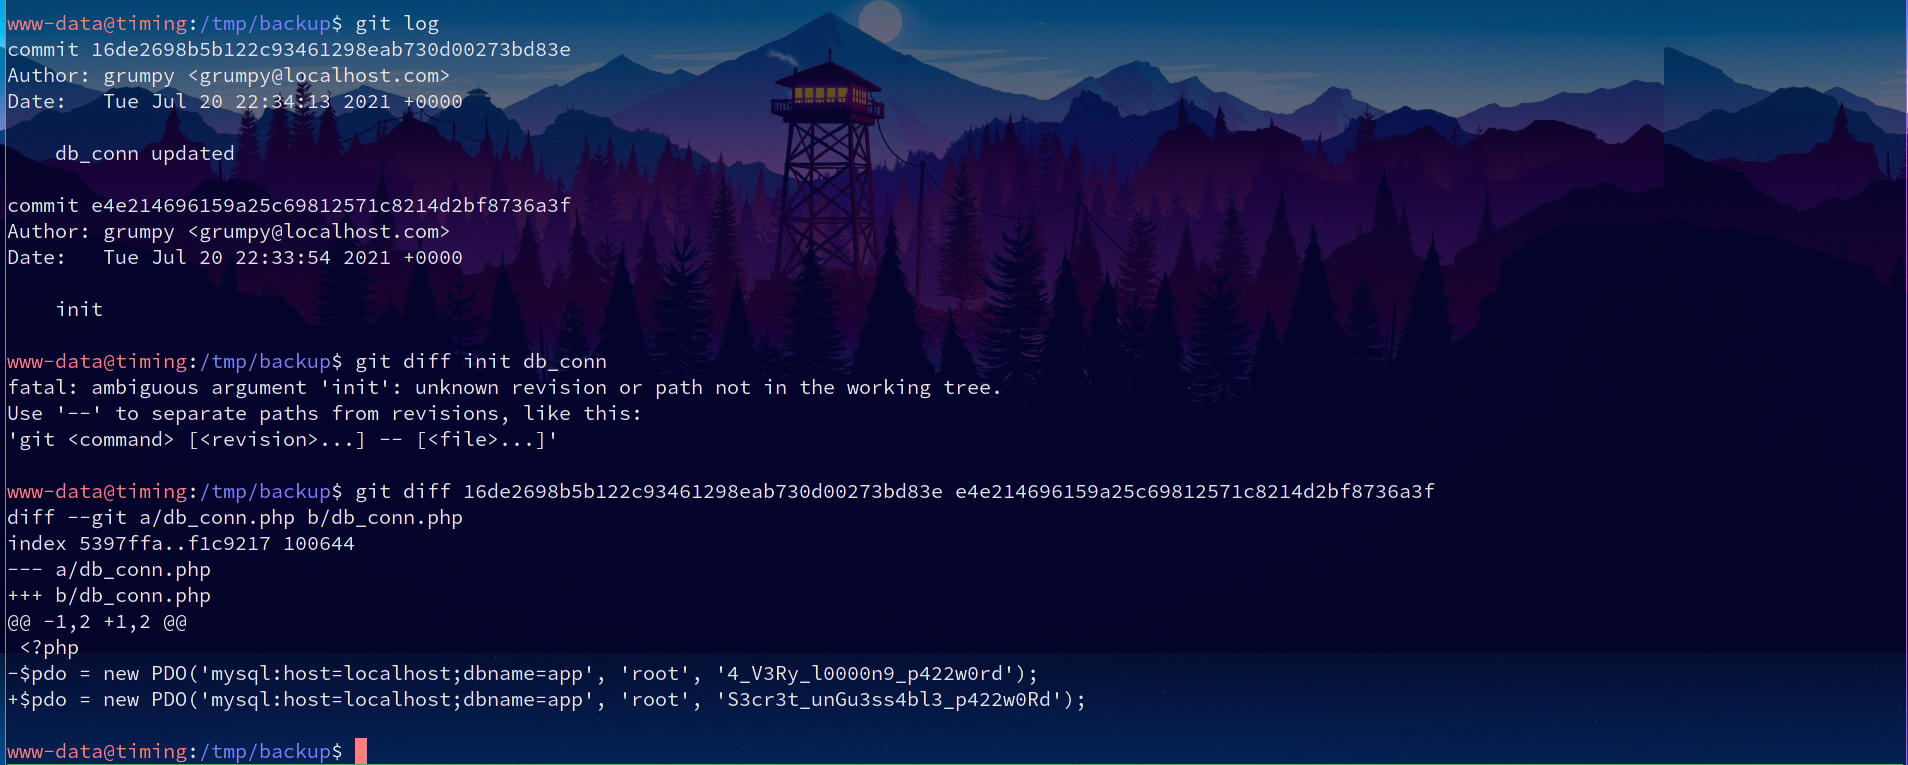 www-data@timing:/tmp/backup$ git log
commit 16de2698b5b122c93461298eab730d00273bd83e
Author: grumpy <grumpy@localhost.com>
Date:   Tue Jul 20 22:34:13 2021 +0000

    db_conn updated

commit e4e214696159a25c69812571c8214d2bf8736a3f
Author: grumpy <grumpy@localhost.com>
Date:   Tue Jul 20 22:33:54 2021 +0000

    init

www-data@timing:/tmp/backup$ git diff init db_conn
fatal: ambiguous argument 'init': unknown revision or path not in the working tree.
Use '--' to separate paths from revisions, like this:
'git <command> [<revision>...] -- [<file>...]'

www-data@timing:/tmp/backup$ git diff 16de2698b5b122c93461298eab730d00273bd83e e4e214696159a25c69812571c8214d2bf8736a3f
diff --git a/db_conn.php b/db_conn.php
index 5397ffa..f1c9217 100644
--- a/db_conn.php
+++ b/db_conn.php
@@ -1,2 +1,2 @@
 <?php
-$pdo = new PDO('mysql:host=localhost;dbname=app', 'root', '4_V3Ry_l0000n9_p422w0rd');
+$pdo = new PDO('mysql:host=localhost;dbname=app', 'root', 'S3cr3t_unGu3ss4bl3_p422w0Rd');

www-data@timing:/tmp/backup$